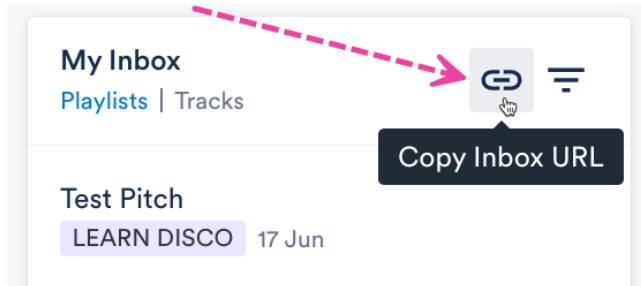 My Inbox
Playlists | Tracks
Copy Inbox URL
Test Pitch
LEARN DISCO 17 Jun